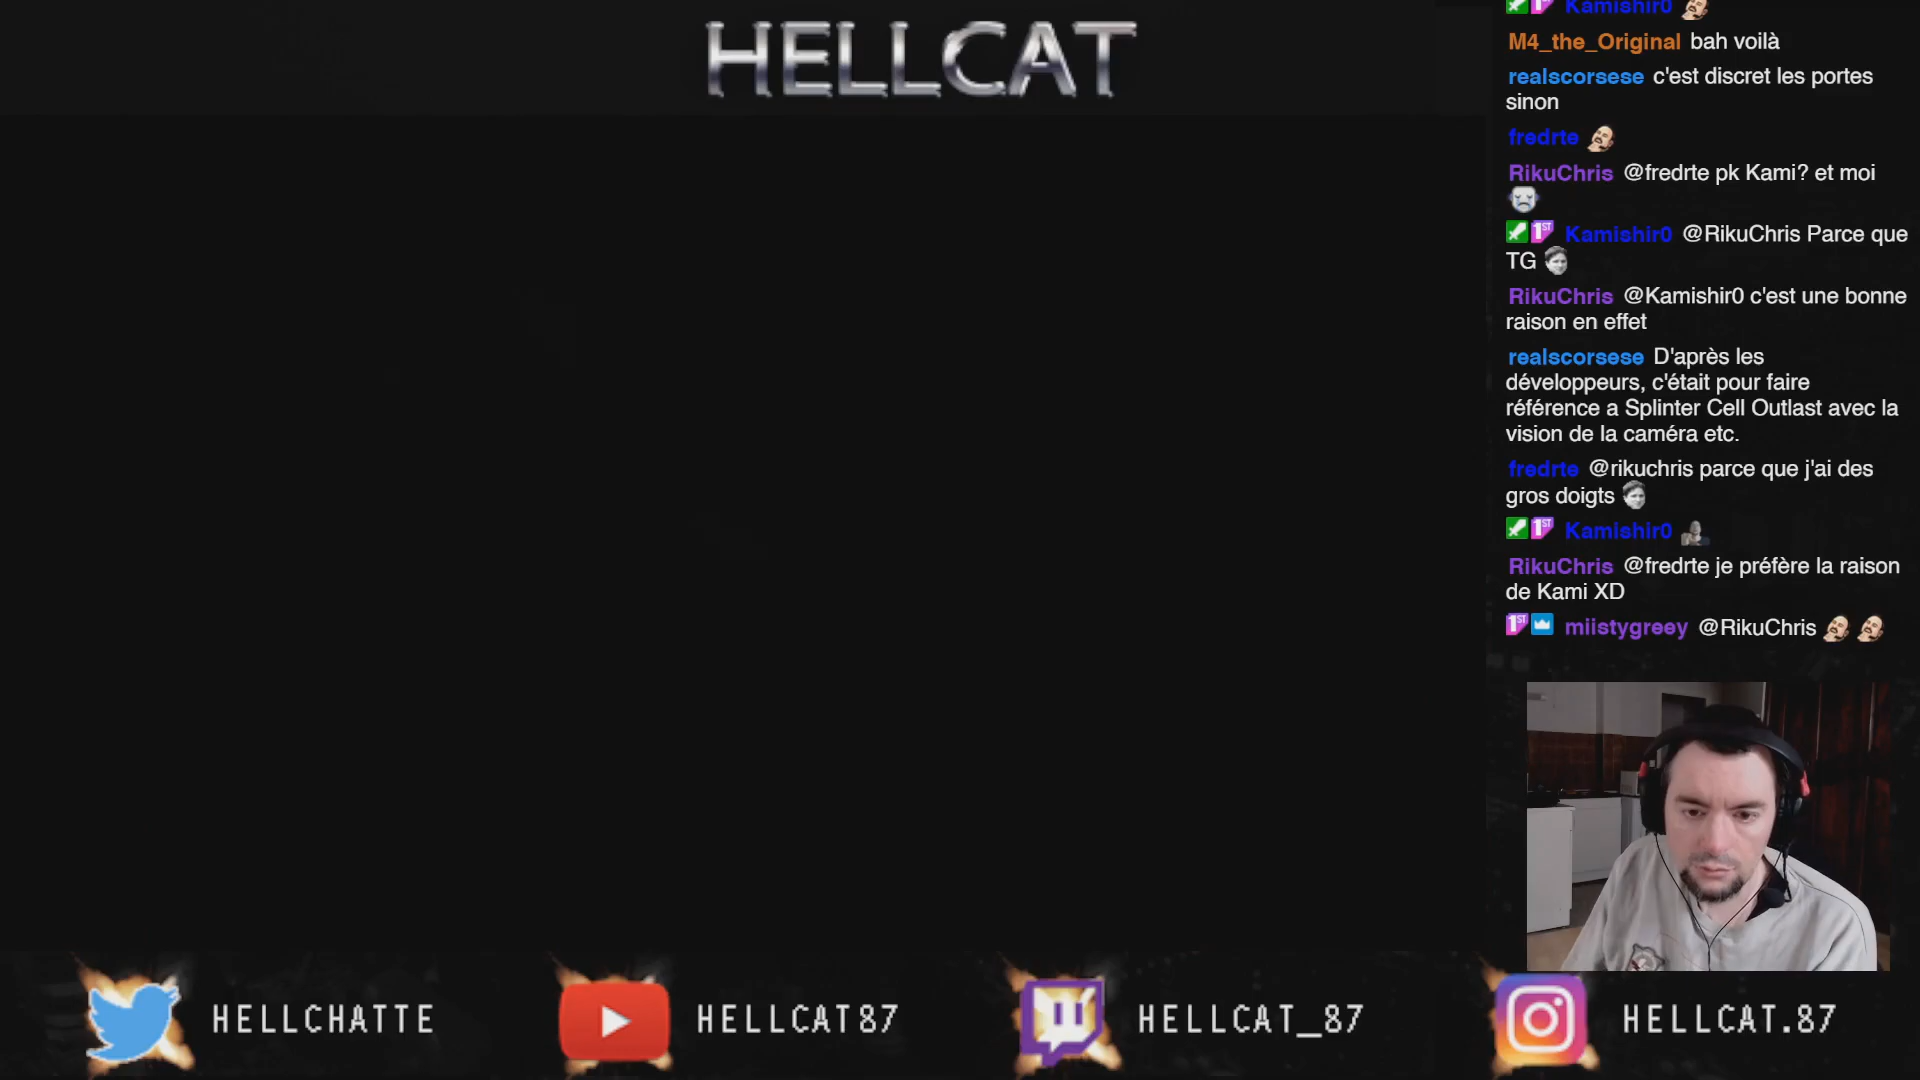 HELLCAT
Kamishir0
M4_the_Original bah voilà
realscorsese c'est discret les portes
sinon
fredrte
RikuChris @fredrte pk Kami? et moi
1ST Kamishir0 @RikuChris Parce que
TG
RikuChris @Kamishir0 c'est une bonne
raison en effet
realscorsese D'après les
développeurs, c'était pour faire
référence a Splinter Cell Outlast avec la
vision de la caméra etc.
fredrte @rikuchris parce que j'ai des
gros doigts
1ST Kamishir0
RikuChris @fredrte je préfère la raison
de Kami XD
1ST miistygreey @RikuChris
HELLCHATTE
HELLCAT87
HELLCAT_87
HELLCAT.87